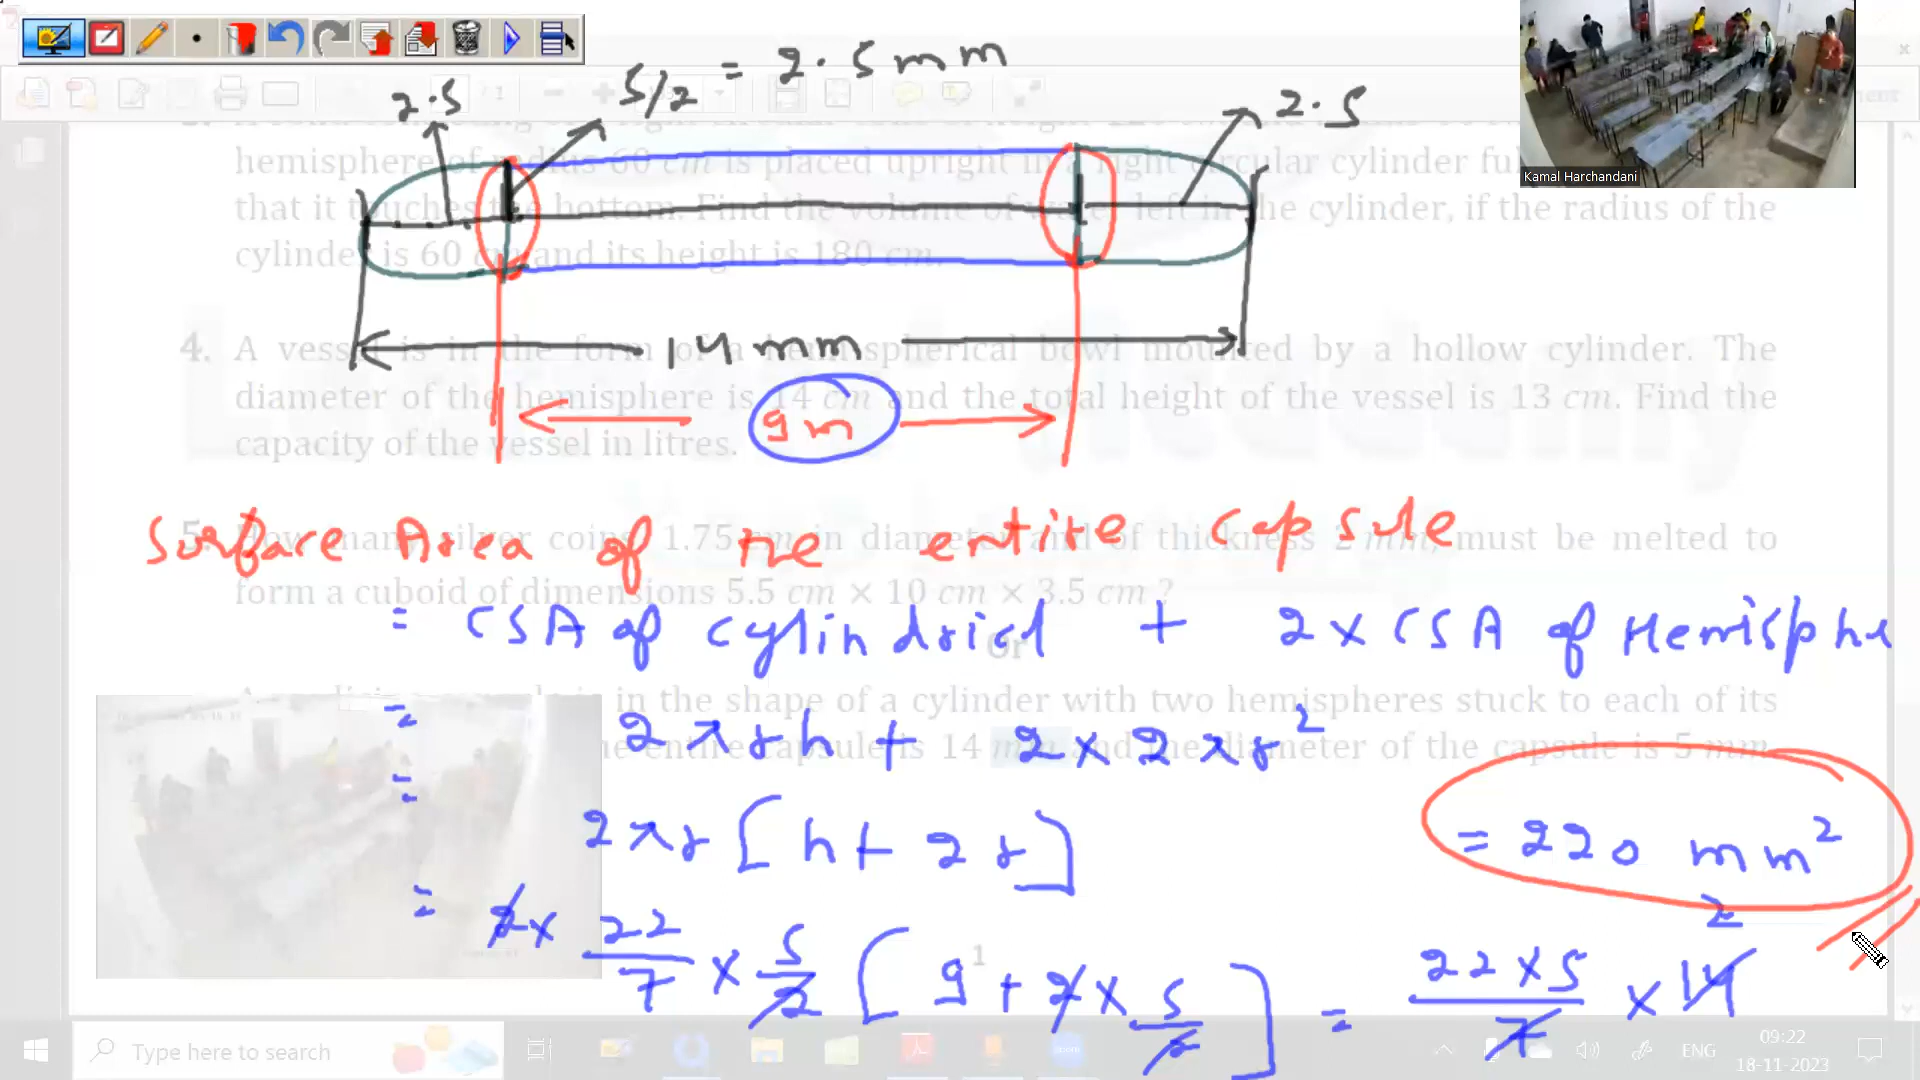 5/2 = 2.5mm
2.5
2.5
Kamal Harchandani
/ 1
hemisphere of radius 60 cm is placed upright in a right circular cylinder
that it touches the bottom. Find the volume of left in the cylinder, if the radius of the
cylinder is 60 cm and its height is 180 cm.
14 mm
4. A vessel is in the form of a hemispherical bowl mounted by a hollow cylinder. The
diameter of the hemisphere is 14 cm and the total height of the vessel is 13 cm. Find the
capacity of the vessel in litres.
9m
Surface Area of the entire Capsule
5. How many silver coins 1.75 cm in diameter and of thickness 2 mm, must be melted to
form a cuboid of dimensions 5.5 cm × 10 cm × 3.5 cm ?
= CSA of cylindricl + 2 x CSA of Hemisphe
Or
in the shape of a cylinder with two hemispheres stuck to each of its
the entire capsule is 14 mm and the diameter of the capsule is 5 mm
= 2πrh + 2 x 2πr²
= 2πr [h + 2r]
= 220 mm²
= 2 x 22/7 x 5/2 [9 + 2 x 5/2] = 22 x 5/7 x 14 2
1
Type here to search
ENG
09:22
18-11-2023